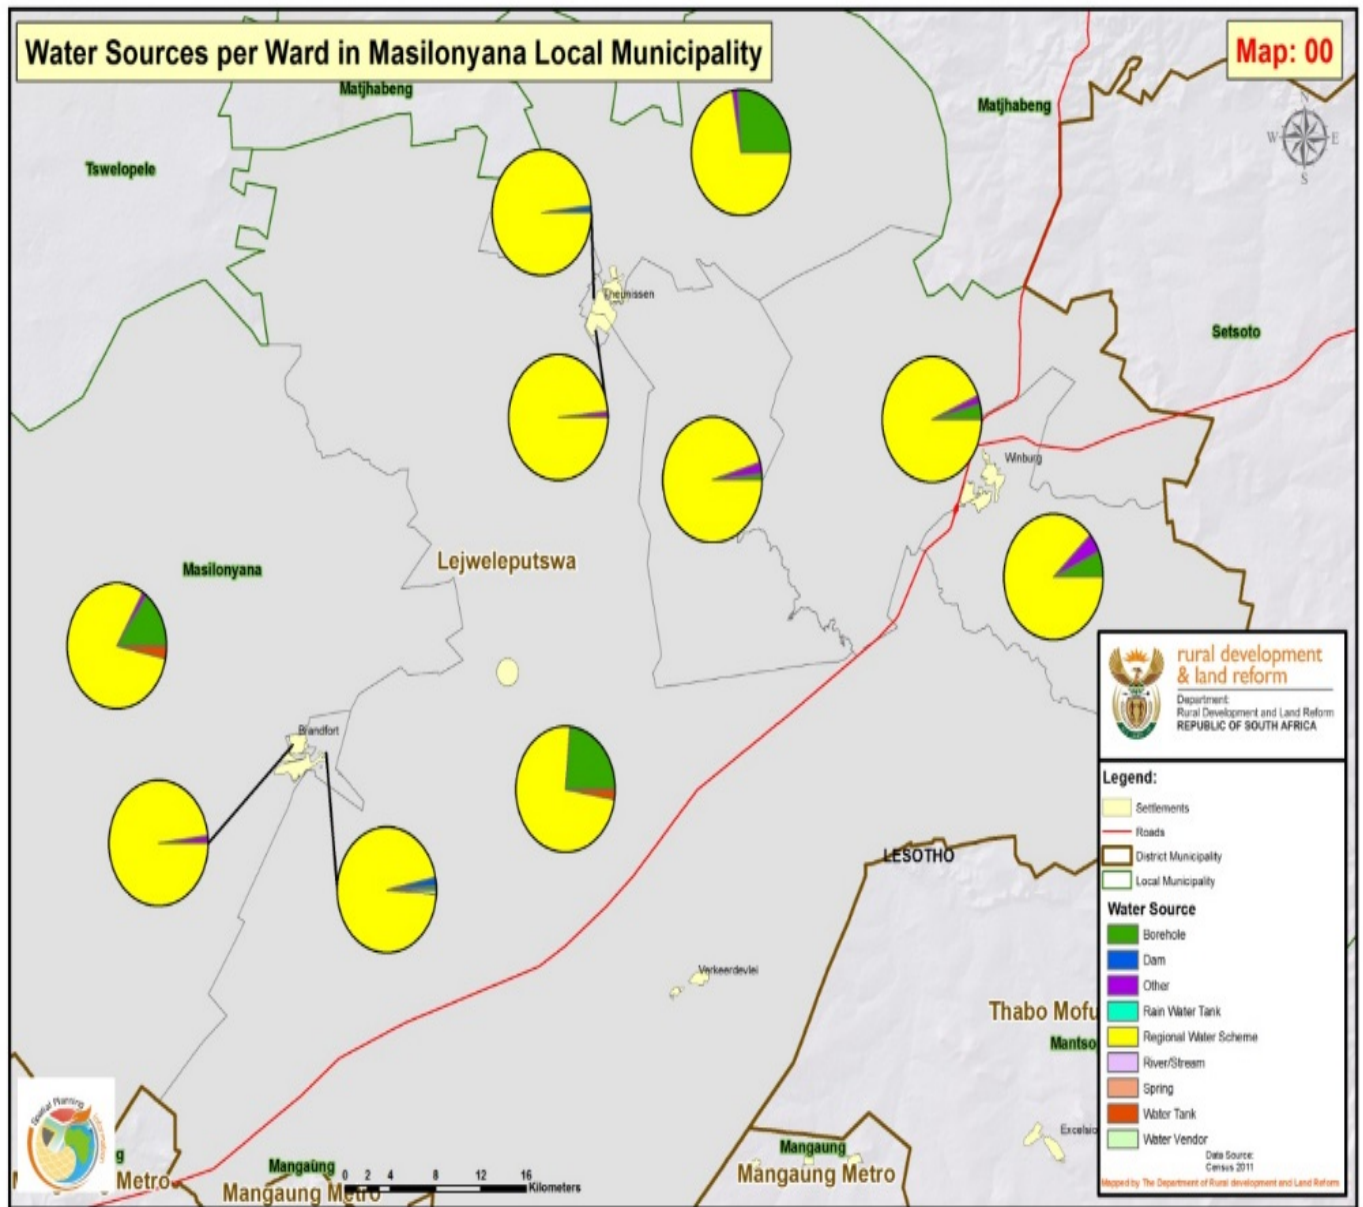 Water Sources per Ward in Masilonyana Local Municipality
Map: 00
Matjhabeng
Matjhabeng
N
W E
S
Tswelopele
Theunissen
Setsoto
Winburg
Lejweleputswa
Masilonyana
Brandfort
rural development
& land reform
Department:
Rural Development and Land Reform
REPUBLIC OF SOUTH AFRICA
Legend:
Settlements
Roads
District Municipality
Local Municipality
Water Source
Borehole
Dam
Other
Rain Water Tank
Regional Water Scheme
River/Stream
Spring
Water Tank
Water Vendor
Data Source:
Census 2011
Mapped by The Department of Rural development and Land Reform
LESOTHO
Verkeerdevlei
Thabo Mofu
Mantso
Excelsio
Spatial Planning
Information
g
Metro
Mangaung
Mangaung Metro
0 2 4 8 12 16
Kilometers
Mangaung
Mangaung Metro